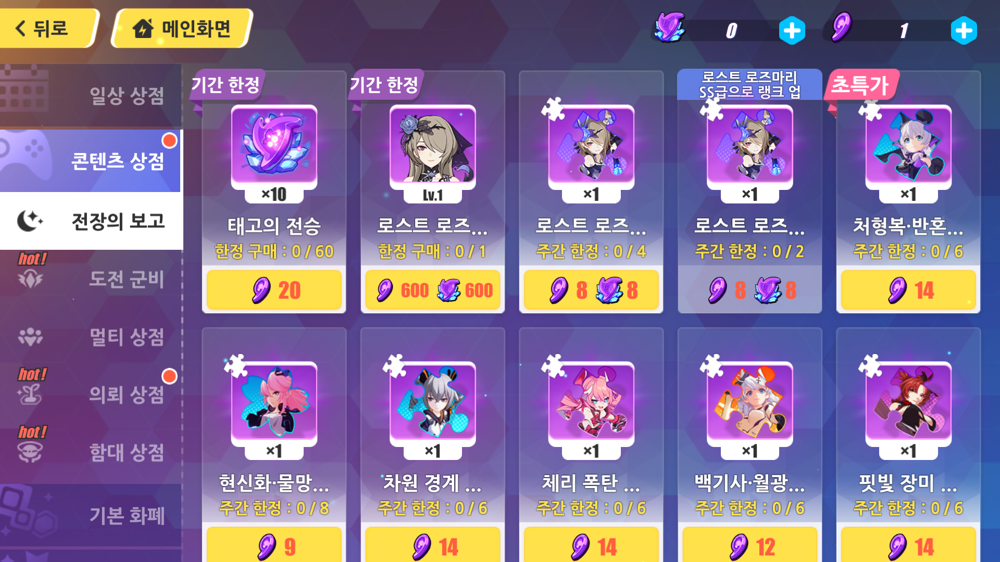 뒤로
메인화면
0
1
일상 상점
콘텐츠 상점
전장의 보고
hot!
도전 군비
멀티 상점
hot!
의뢰 상점
hot!
함대 상점
기본 화폐
기간 한정
×10
태고의 전승
한정 구매 : 0 / 60
20
기간 한정
Lv.1
로스트 로즈...
한정 구매 : 0 / 1
600 600
×1
로스트 로즈...
주간 한정 : 0 / 4
8 8
로스트 로즈마리
SS급으로 랭크 업
×1
로스트 로즈...
주간 한정 : 0 / 2
8 8
초특가
×1
처형복·반혼...
주간 한정 : 0 / 6
14
×1
현신화·물망...
주간 한정 : 0 / 8
9
×1
차원 경계 ...
주간 한정 : 0 / 6
14
×1
체리 폭탄 ...
주간 한정 : 0 / 6
14
×1
백기사·월광...
주간 한정 : 0 / 6
12
×1
핏빛 장미 ...
주간 한정 : 0 / 6
14